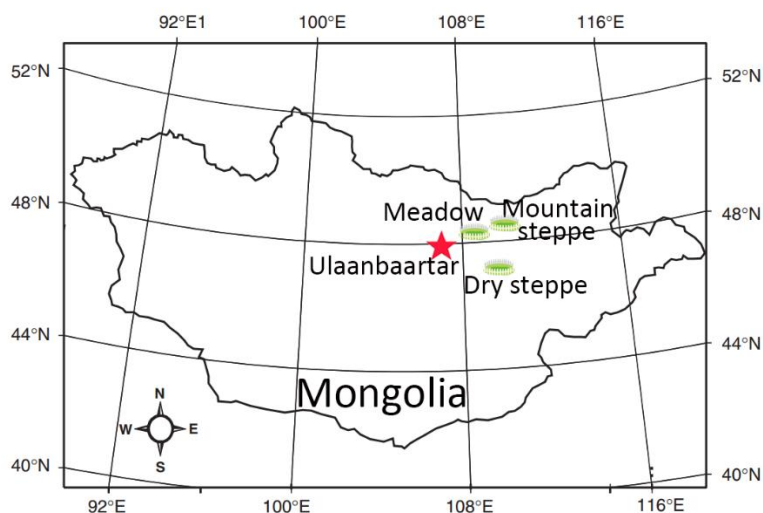 92°E1 100°E 108°E 116°E
52°N 52°N
48°N 48°N
Meadow Mountain
steppe
Ulaanbaartar
Dry steppe
44°N 44°N
Mongolia
N
W E
S
40°N 40°N
92°E 100°E 108°E 116°E